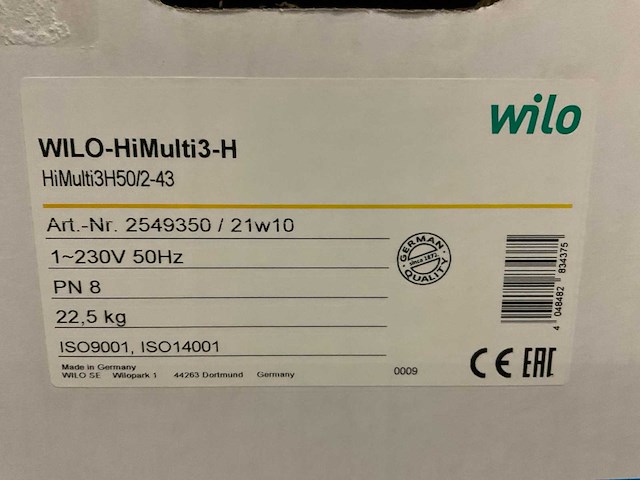 wilo
WILO-HiMulti3-H
HiMulti3H50/2-43
Art.-Nr. 2549350 / 21w10
1~230V 50Hz
PN 8
22,5 kg
ISO9001, ISO14001
Made in Germany
WILO SE Wilopark 1 44263 Dortmund Germany
GERMAN
since 1872
QUALITY
4 048482 834375
0009
CE EAC